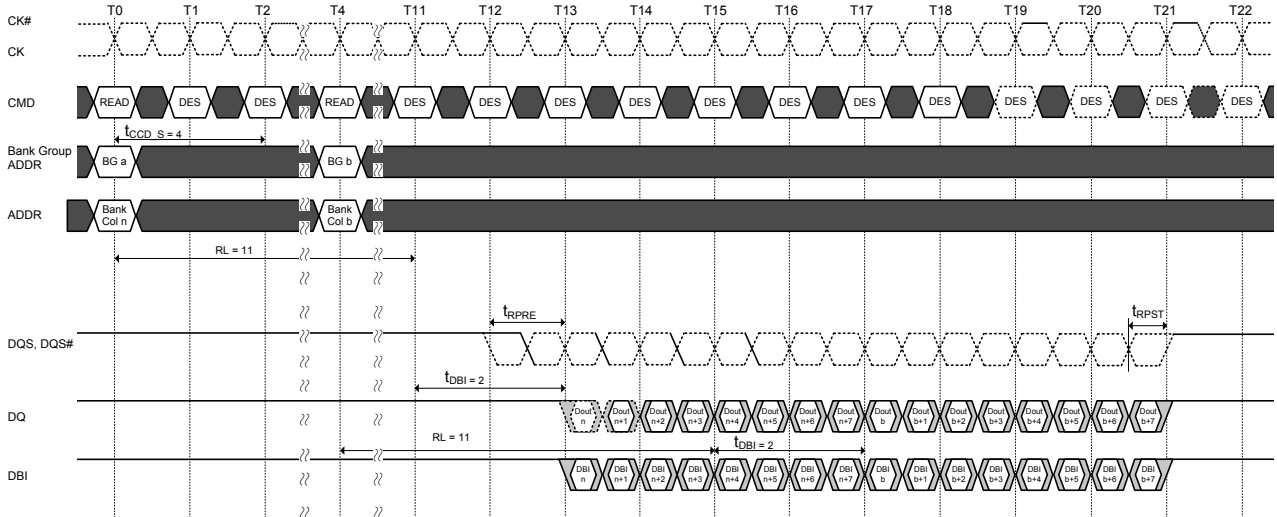 T0 T1 T2 T4 T11 T12 T13 T14 T15 T16 T17 T18 T19 T20 T21 T22
CK#
CK
CMD READ DES DES READ DES DES DES DES DES DES DES DES DES DES DES DES
tCCD_S = 4
Bank Group
ADDR
BG a BG b
ADDR
Bank
Col n
Bank
Col b
RL = 11
tRPRE tRPST
DQS, DQS#
tDBI = 2
DQ
Dout Dout Dout Dout Dout Dout Dout Dout Dout Dout Dout Dout Dout Dout Dout Dout
n n+1 n+2 n+3 n+4 n+5 n+6 n+7 b b+1 b+2 b+3 b+4 b+5 b+6 b+7
RL = 11 tDBI = 2
DBI
DBI DBI DBI DBI DBI DBI DBI DBI DBI DBI DBI DBI DBI DBI DBI DBI
n n+1 n+2 n+3 n+4 n+5 n+6 n+7 b b+1 b+2 b+3 b+4 b+5 b+6 b+7